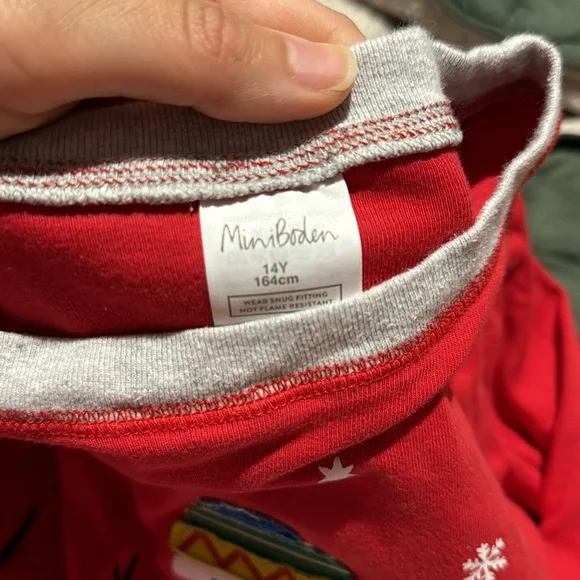 MiniBoden
14Y
164cm
WEAR SNUG FITTING
NOT FLAME RESISTANT